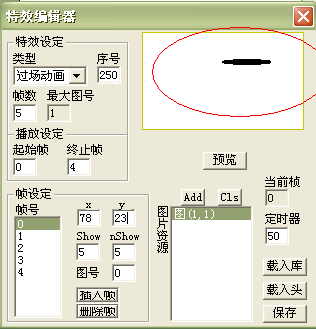 特效编辑器
特效设定
类型 序号
过场动画 250
帧数 最大图号
5 1
播放设定
起始帧 终止帧
0 4
预览
帧设定
帧号
0
1
2
3
4
x y
78 23
Show nShow
5 5
图号 0
插入帧
删除帧
图片资源
Add Cls
图(1,1)
当前帧
0
定时器
50
载入库
载入头
保存